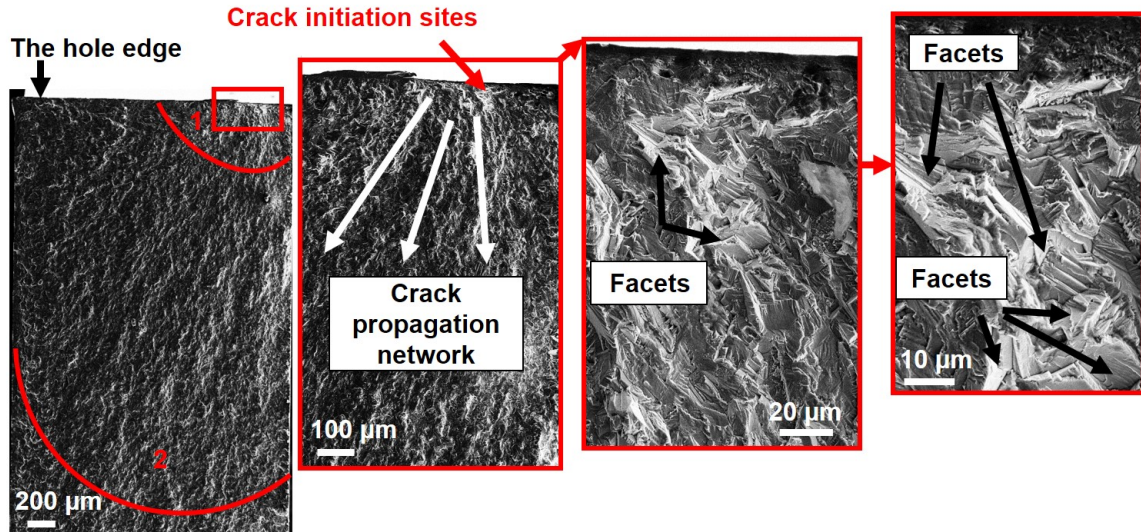 Crack initiation sites
The hole edge
1
2
200 µm
Crack
propagation
network
100 µm
Facets
20 µm
Facets
Facets
10 µm